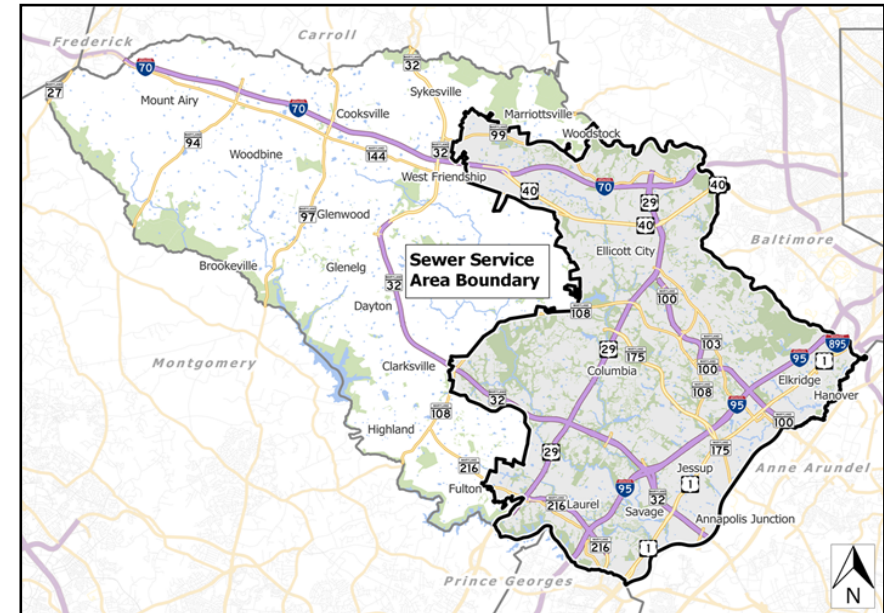 Frederick
Carroll
70
27
Mount Airy
94
Woodbine
70
Cooksville
144
32
Sykesville
Marriottsville
99
Woodstock
32
West Friendship
40
70
40
29
40
97
Glenwood
Brookeville
Glenelg
Sewer Service
Area Boundary
Ellicott City
Baltimore
32
Dayton
108
100
Montgomery
Clarksville
29
175
Columbia
103
100
108
95
895
1
Elkridge
Hanover
32
108
95
100
Highland
216
Fulton
29
175
Jessup
Anne Arundel
95
1
216
Laurel
32
Savage
Annapolis Junction
216
1
Prince Georges
N